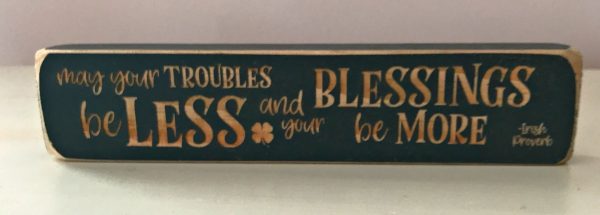 may your TROUBLES
be LESS and your
BLESSINGS
be MORE
-Irish
Proverb